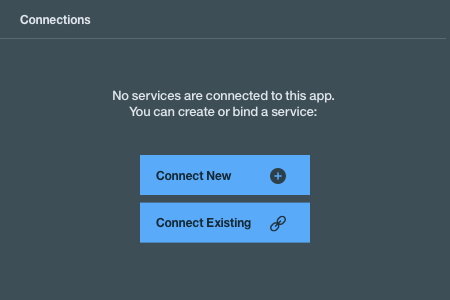 Connections
No services are connected to this app.
You can create or bind a service:
Connect New
Connect Existing